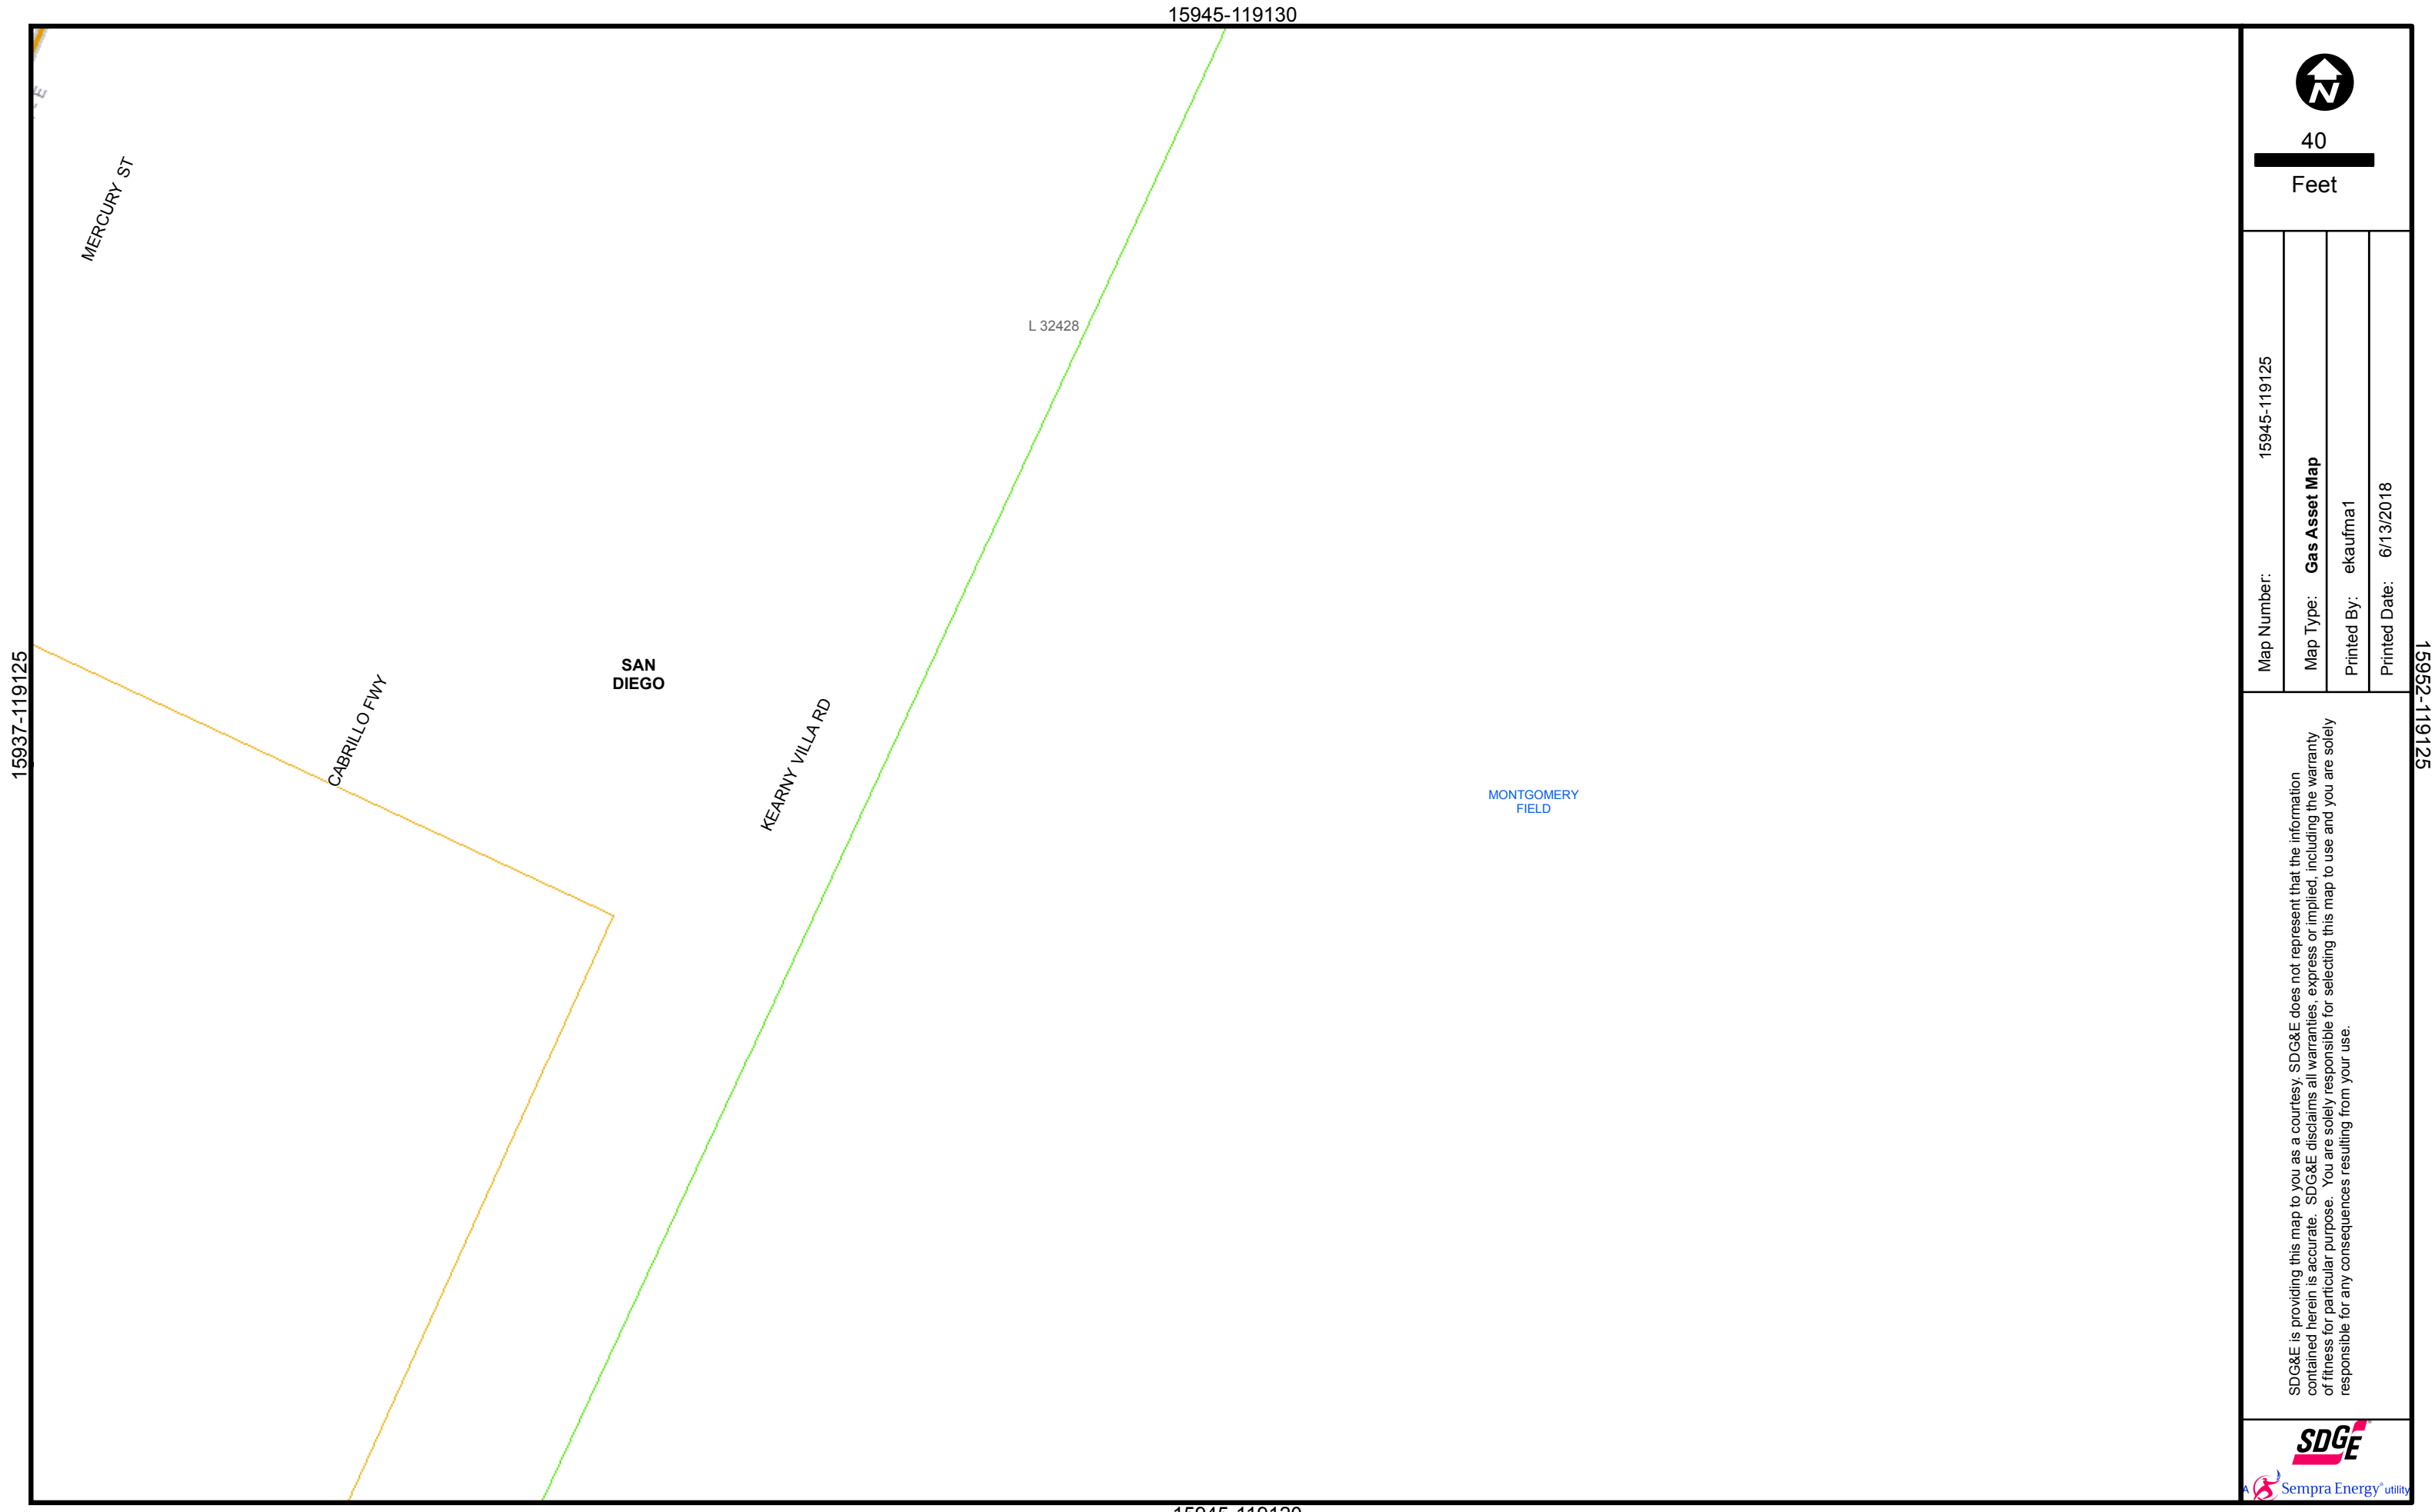 15945-119130
E
MERCURY ST
L 32428
SAN
DIEGO
CABRILLO FWY
KEARNY VILLA RD
MONTGOMERY
FIELD
15937-119125
15952-119125
N
40
Feet
Map Number: 15945-119125
Map Type: Gas Asset Map
Printed By: ekaufma1
Printed Date: 6/13/2018
SDG&E is providing this map to you as a courtesy. SDG&E does not represent that the information
contained herein is accurate. SDG&E disclaims all warranties, express or implied, including the warranty
of fitness for particular purpose. You are solely responsible for selecting this map to use and you are solely
responsible for any consequences resulting from your use.
SDGE
A Sempra Energy® utility
15945-119120